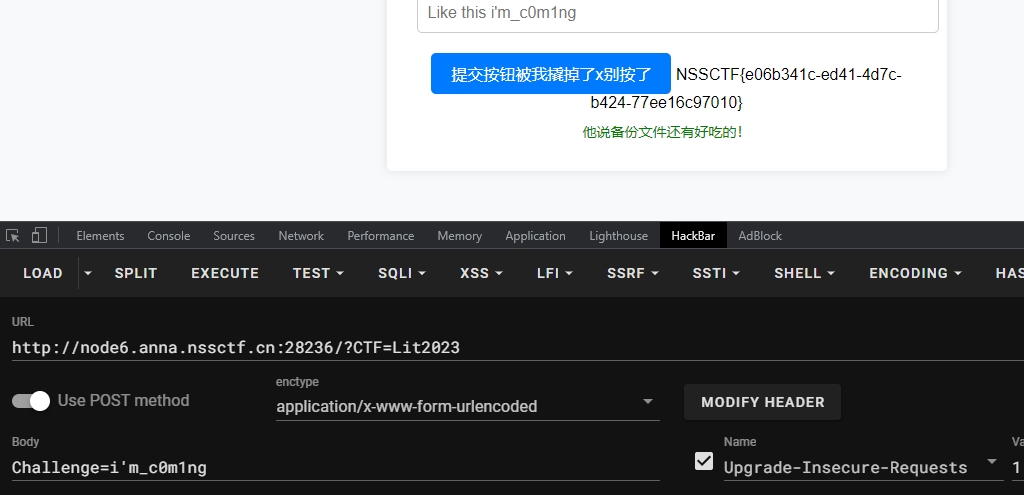 Like this i'm_c0m1ng
提交按钮被我撬掉了x别按了 NSSCTF{e06b341c-ed41-4d7c-
b424-77ee16c97010}
他说备份文件还有好吃的!
Elements Console Sources Network Performance Memory Application Lighthouse HackBar AdBlock
LOAD SPLIT EXECUTE TEST SQLI XSS LFI SSRF SSTI SHELL ENCODING HAS
URL
http://node6.anna.nssctf.cn:28236/?CTF=Lit2023
Use POST method
enctype
application/x-www-form-urlencoded
MODIFY HEADER
Body
Challenge=i'm_c0m1ng
Name
Upgrade-Insecure-Requests
Va
1